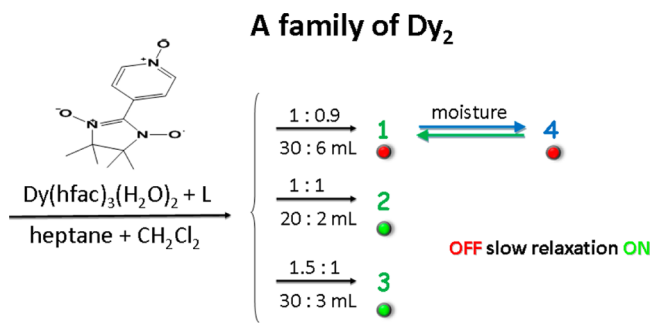 A family of Dy₂
O⁻
N⁺
⁻O
N⁺
N
O·
Dy(hfac)₃(H₂O)₂ + L
heptane + CH₂Cl₂
1 : 0.9
30 : 6 mL
1
moisture
4
1 : 1
20 : 2 mL
2
1.5 : 1
30 : 3 mL
3
OFF slow relaxation ON